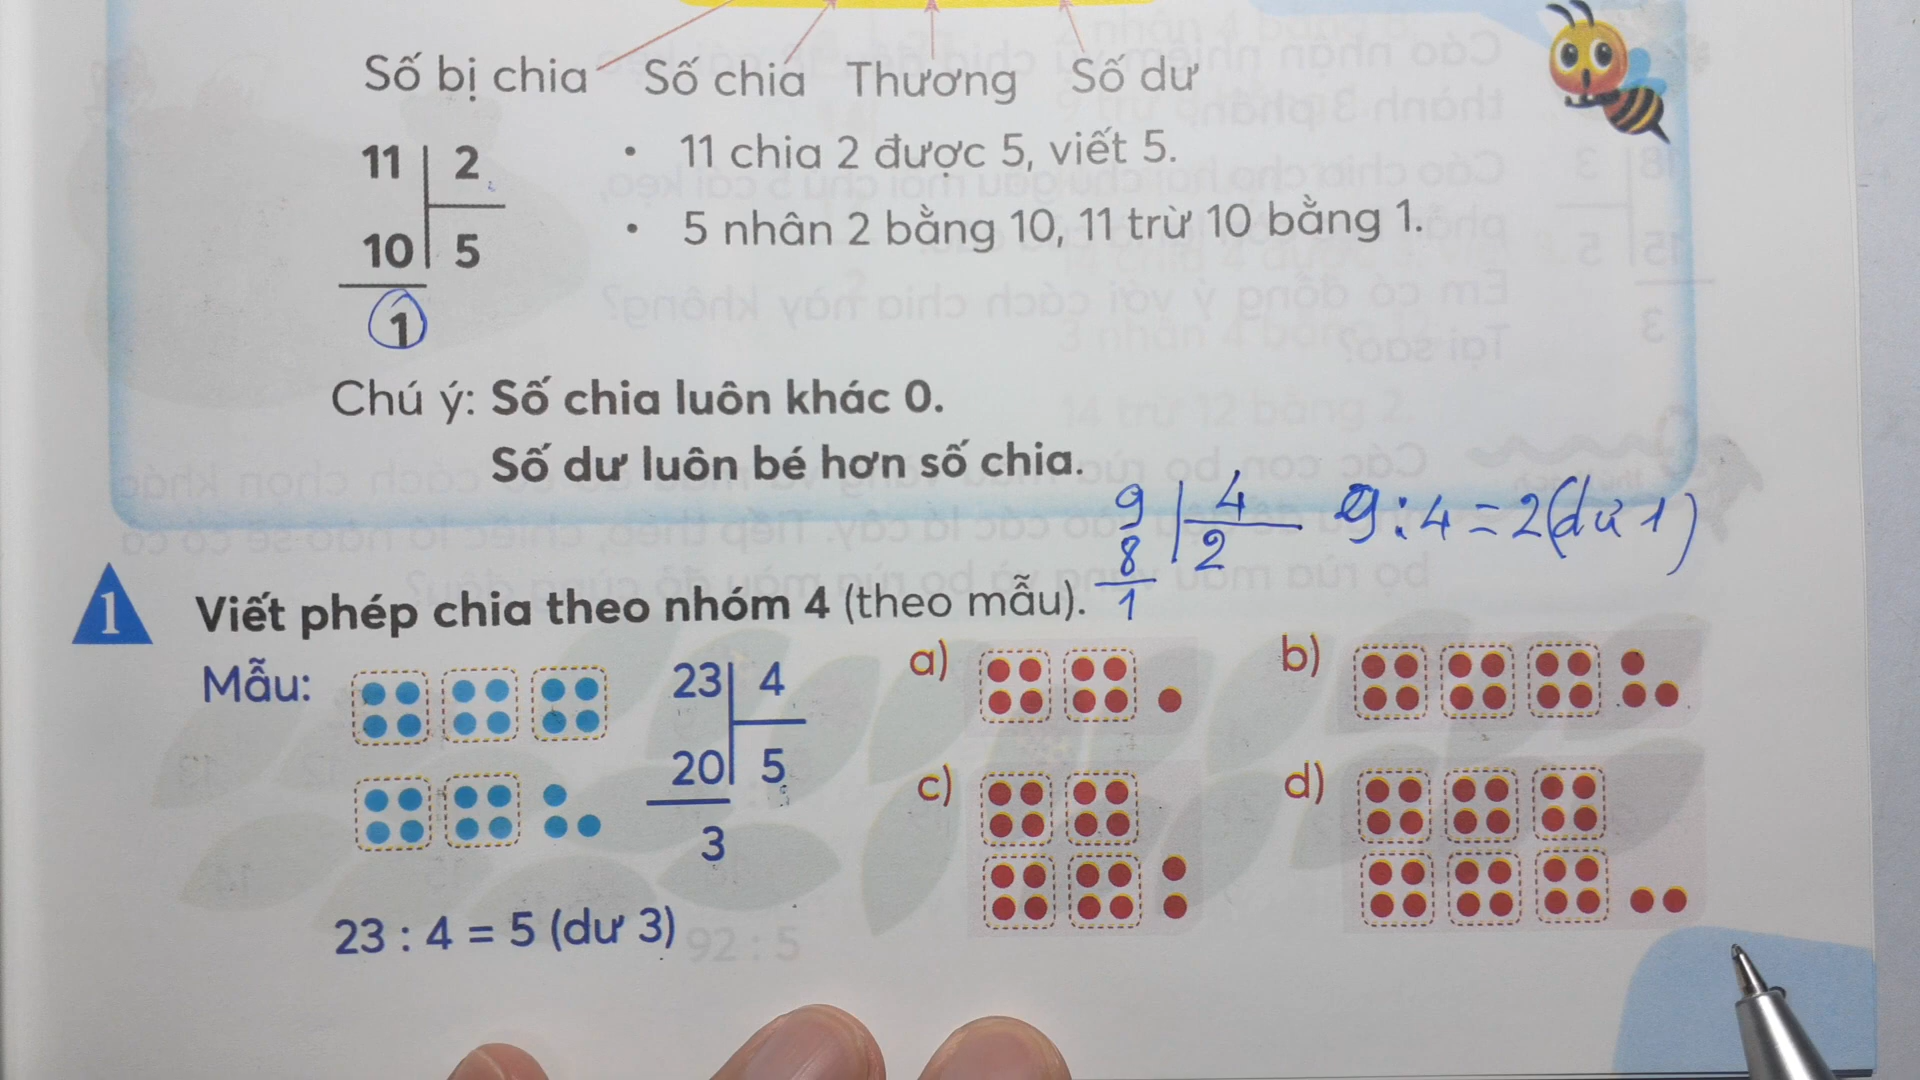 Số bị chia Số chia Thương Số dư
11 2
10 5
1
• 11 chia 2 được 5, viết 5.
• 5 nhân 2 bằng 10, 11 trừ 10 bằng 1.
Chú ý: Số chia luôn khác 0.
Số dư luôn bé hơn số chia.
9 4
8 2
1
9 : 4 = 2 (dư 1)
1 Viết phép chia theo nhóm 4 (theo mẫu).
Mẫu:
23 4
20 5
3
23 : 4 = 5 (dư 3)
a)
b)
c)
d)
92 : 5